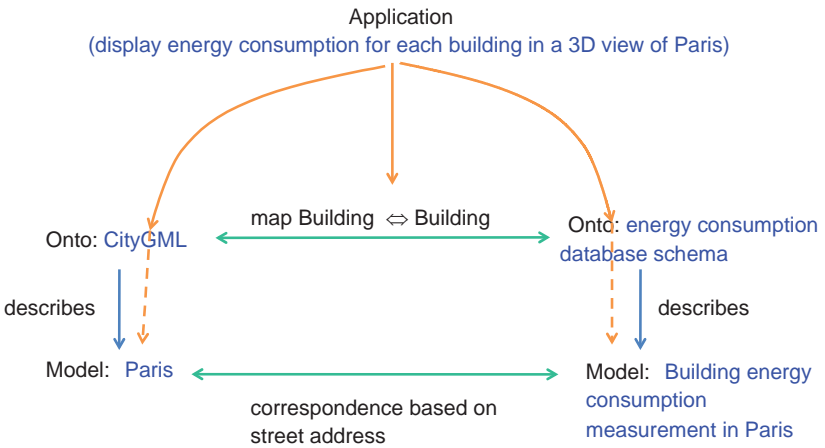 Application
(display energy consumption for each building in a 3D view of Paris)
map Building ⇔ Building
Onto: CityGML
Onto: energy consumption
database schema
describes
describes
Model: Paris
Model: Building energy
consumption
measurement in Paris
correspondence based on
street address